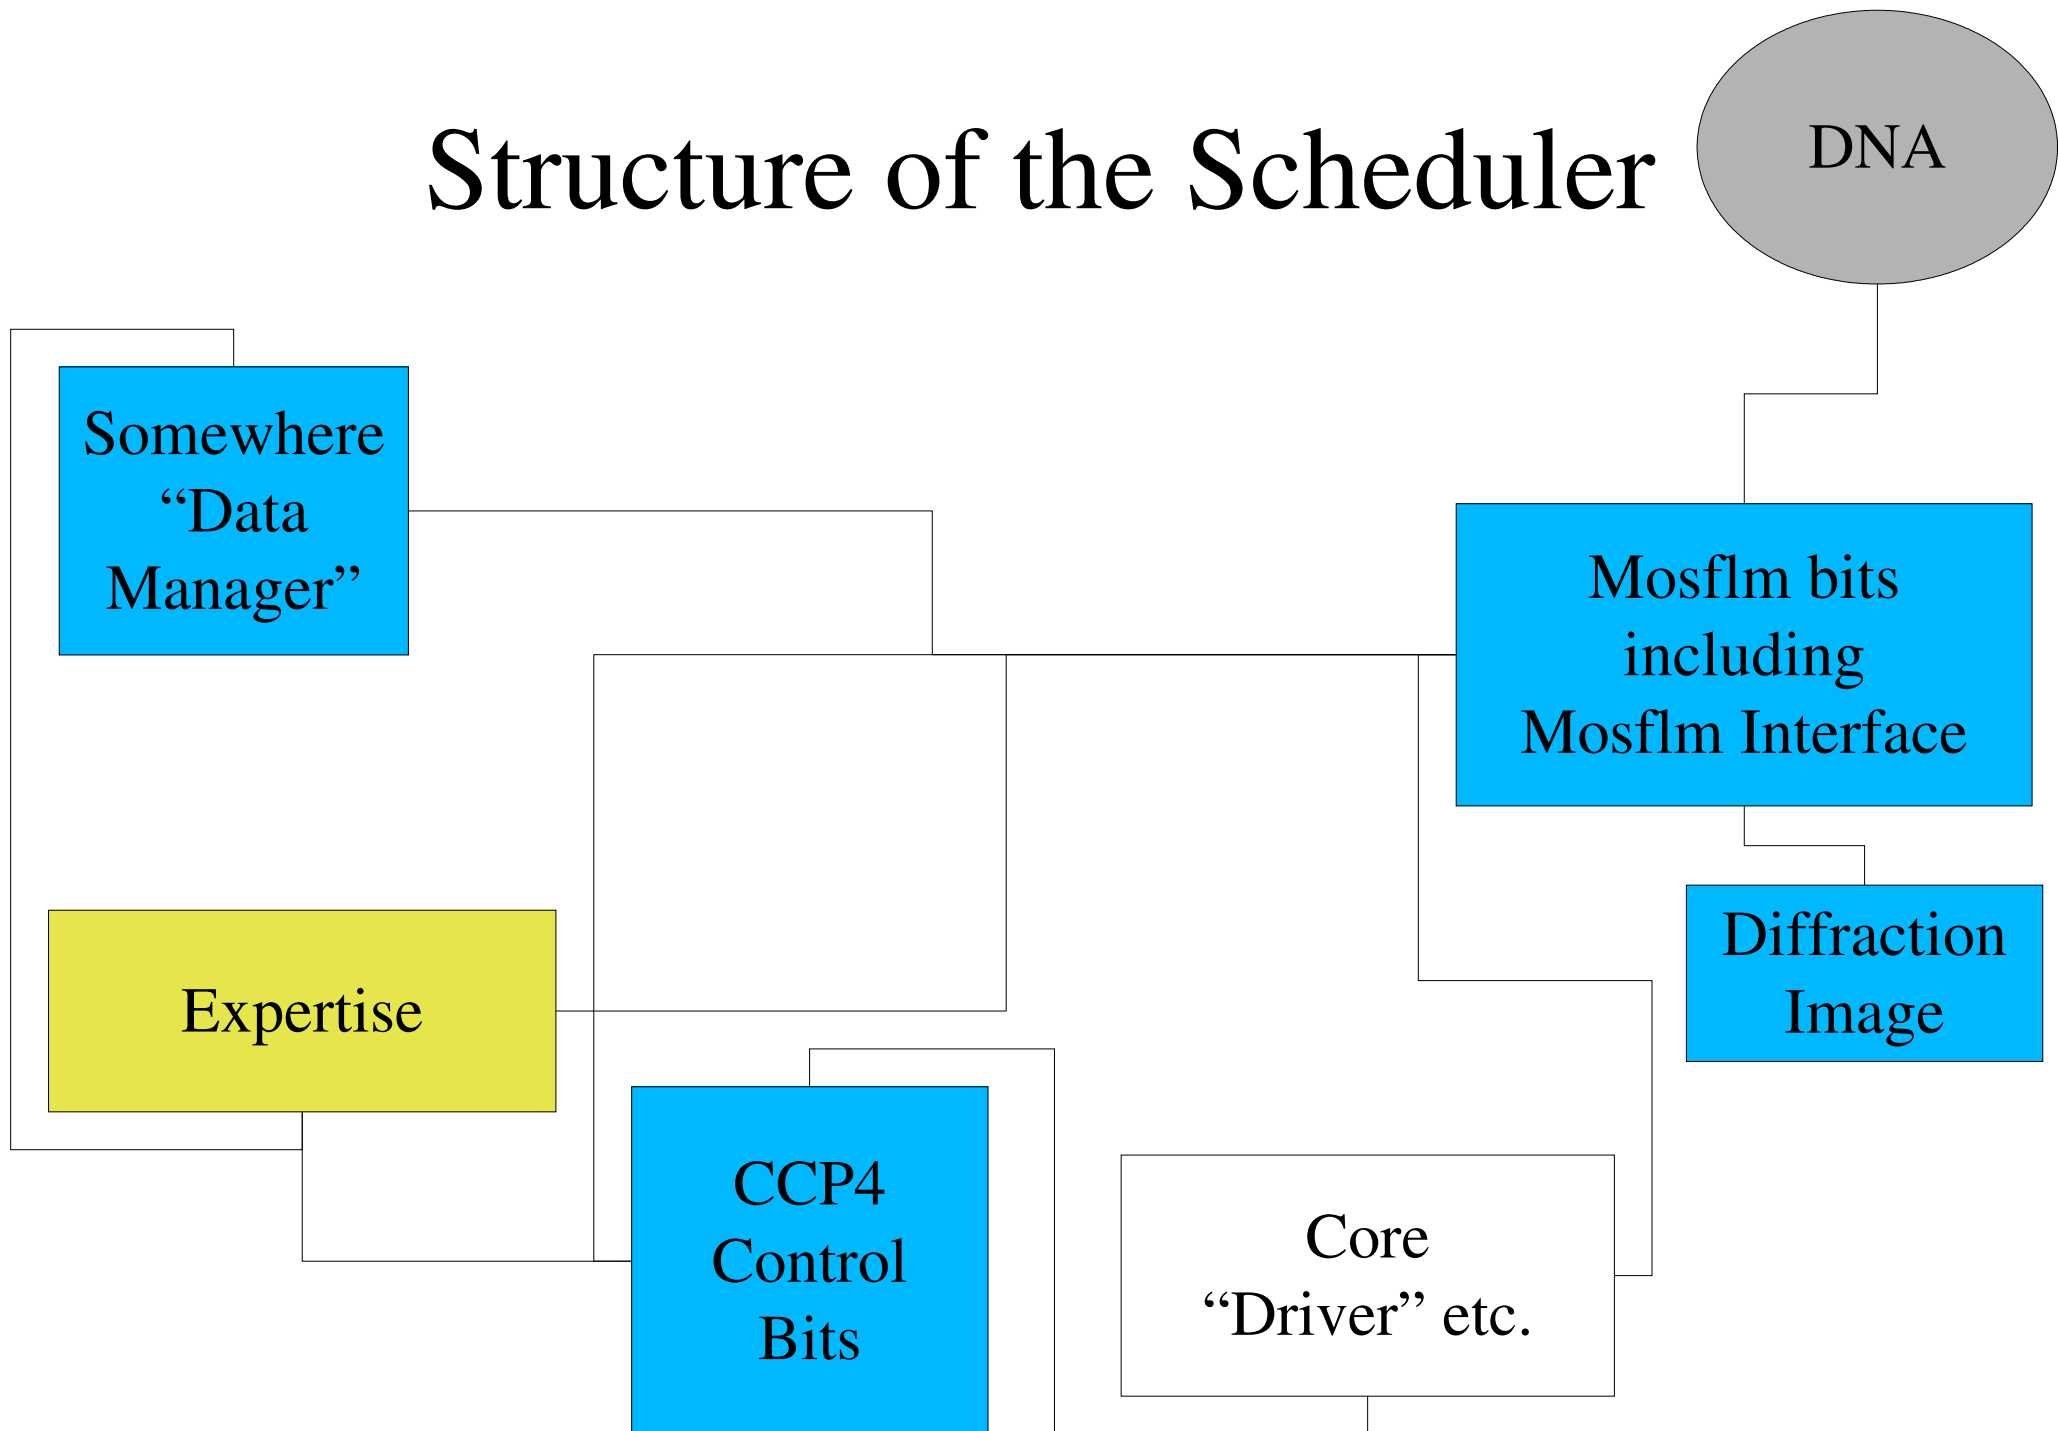 Structure of the Scheduler
DNA
Somewhere
“Data
Manager”
Mosflm bits
including
Mosflm Interface
Diffraction
Image
Expertise
CCP4
Control
Bits
Core
“Driver” etc.